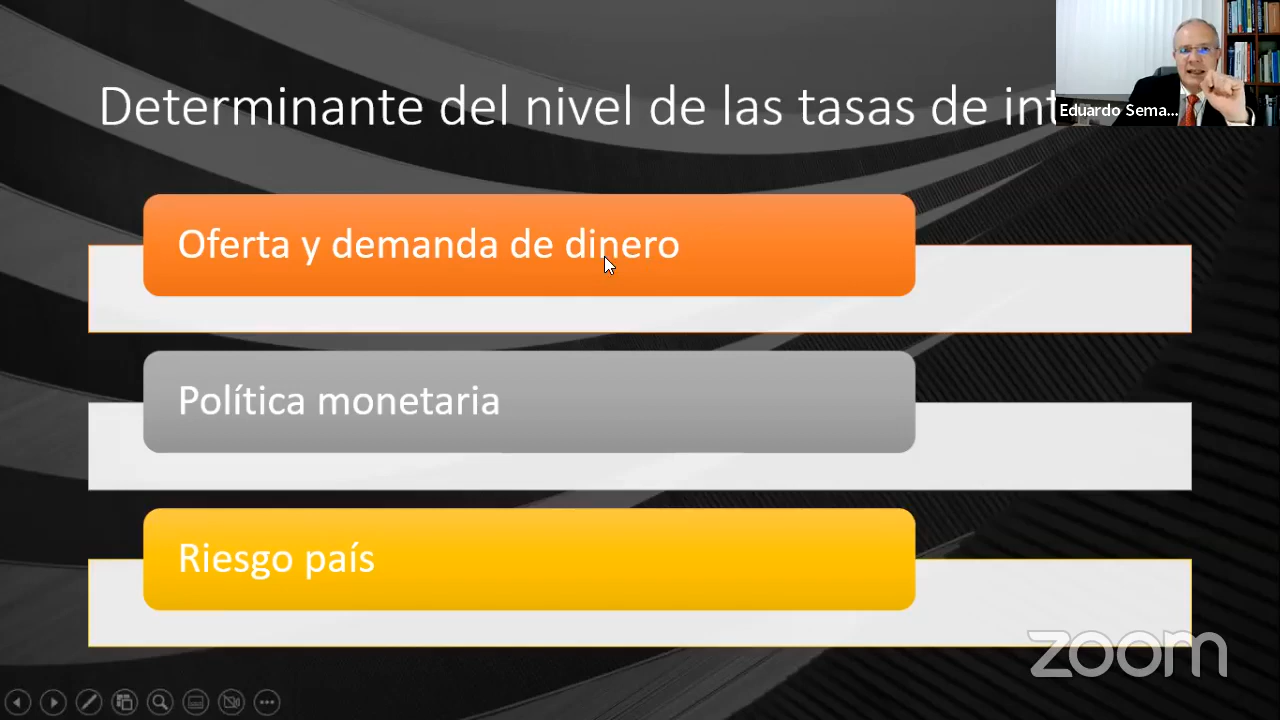 Determinante del nivel de las tasas de int
Eduardo Sema...
Oferta y demanda de dinero
Política monetaria
Riesgo país
zoom